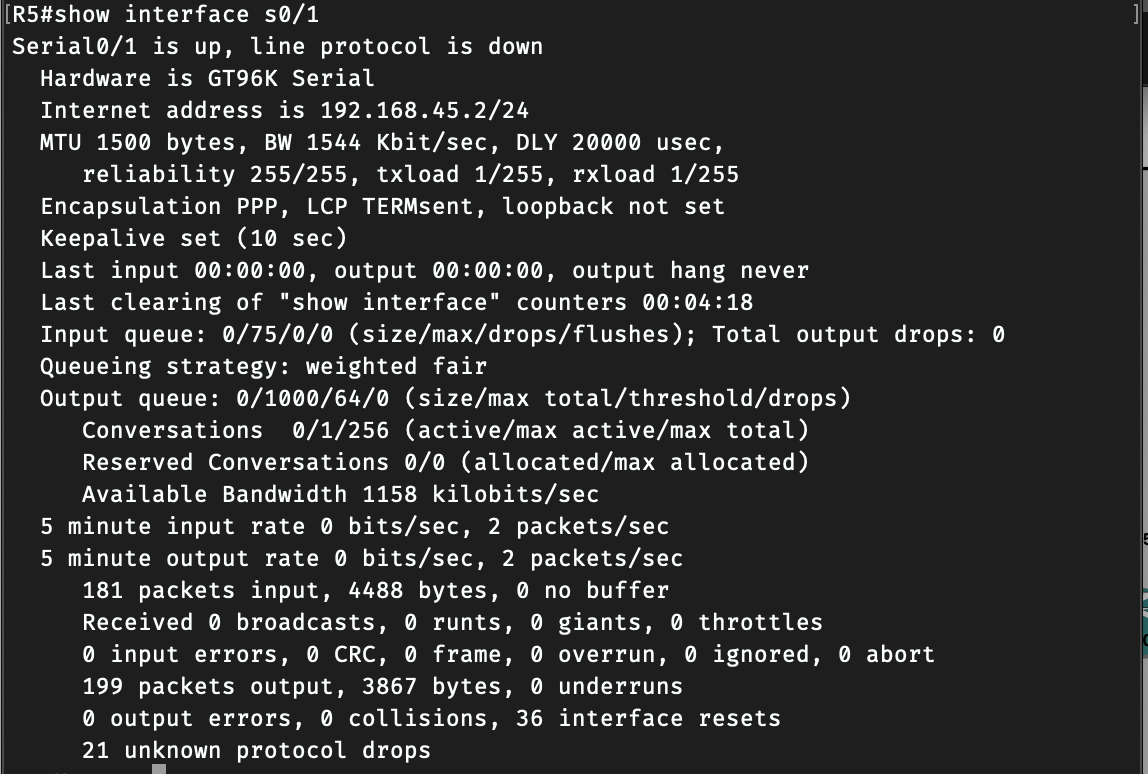 [R5#show interface s0/1 ]
Serial0/1 is up, line protocol is down
Hardware is GT96K Serial
Internet address is 192.168.45.2/24
MTU 1500 bytes, BW 1544 Kbit/sec, DLY 20000 usec,
reliability 255/255, txload 1/255, rxload 1/255
Encapsulation PPP, LCP TERMsent, loopback not set
Keepalive set (10 sec)
Last input 00:00:00, output 00:00:00, output hang never
Last clearing of "show interface" counters 00:04:18
Input queue: 0/75/0/0 (size/max/drops/flushes); Total output drops: 0
Queueing strategy: weighted fair
Output queue: 0/1000/64/0 (size/max total/threshold/drops)
Conversations  0/1/256 (active/max active/max total)
Reserved Conversations 0/0 (allocated/max allocated)
Available Bandwidth 1158 kilobits/sec
5 minute input rate 0 bits/sec, 2 packets/sec
5 minute output rate 0 bits/sec, 2 packets/sec
181 packets input, 4488 bytes, 0 no buffer
Received 0 broadcasts, 0 runts, 0 giants, 0 throttles
0 input errors, 0 CRC, 0 frame, 0 overrun, 0 ignored, 0 abort
199 packets output, 3867 bytes, 0 underruns
0 output errors, 0 collisions, 36 interface resets
21 unknown protocol drops